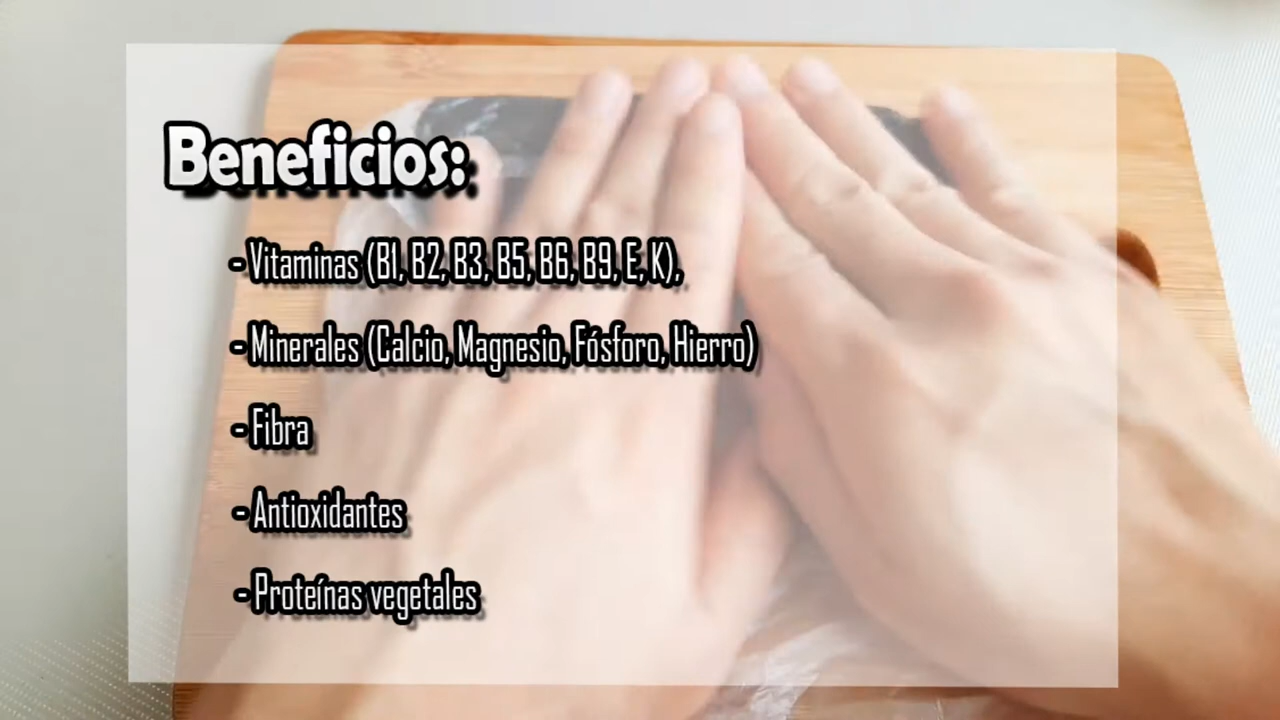 Beneficios:
- Vitaminas (B1, B2, B3, B5, B6, B9, E, K),
- Minerales (Calcio, Magnesio, Fósforo, Hierro)
- Fibra
- Antioxidantes
- Proteínas vegetales